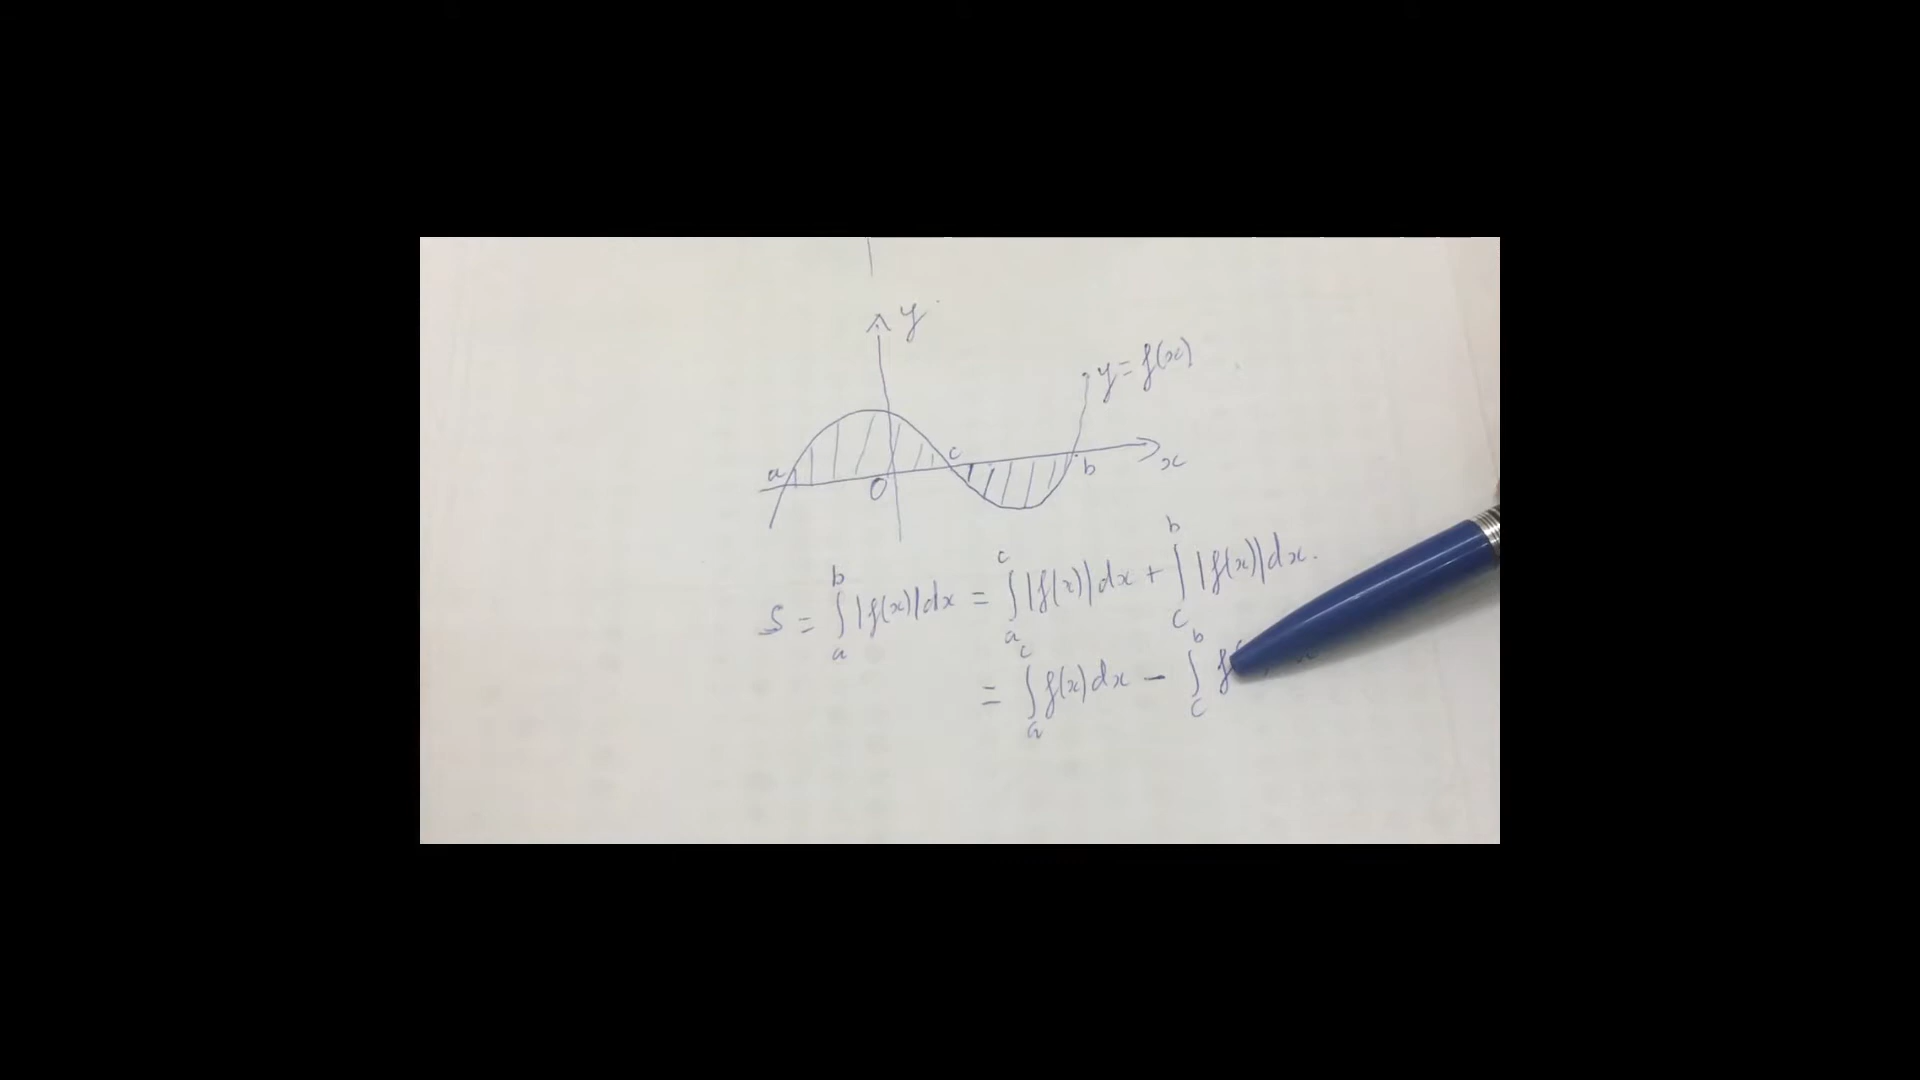 y
y = f(x)
a
c
O
b
x
S = ∫_a^b |f(x)|dx = ∫_a^c |f(x)|dx + ∫_c^b |f(x)|dx.
= ∫_a^c f(x)dx - ∫_c^b f